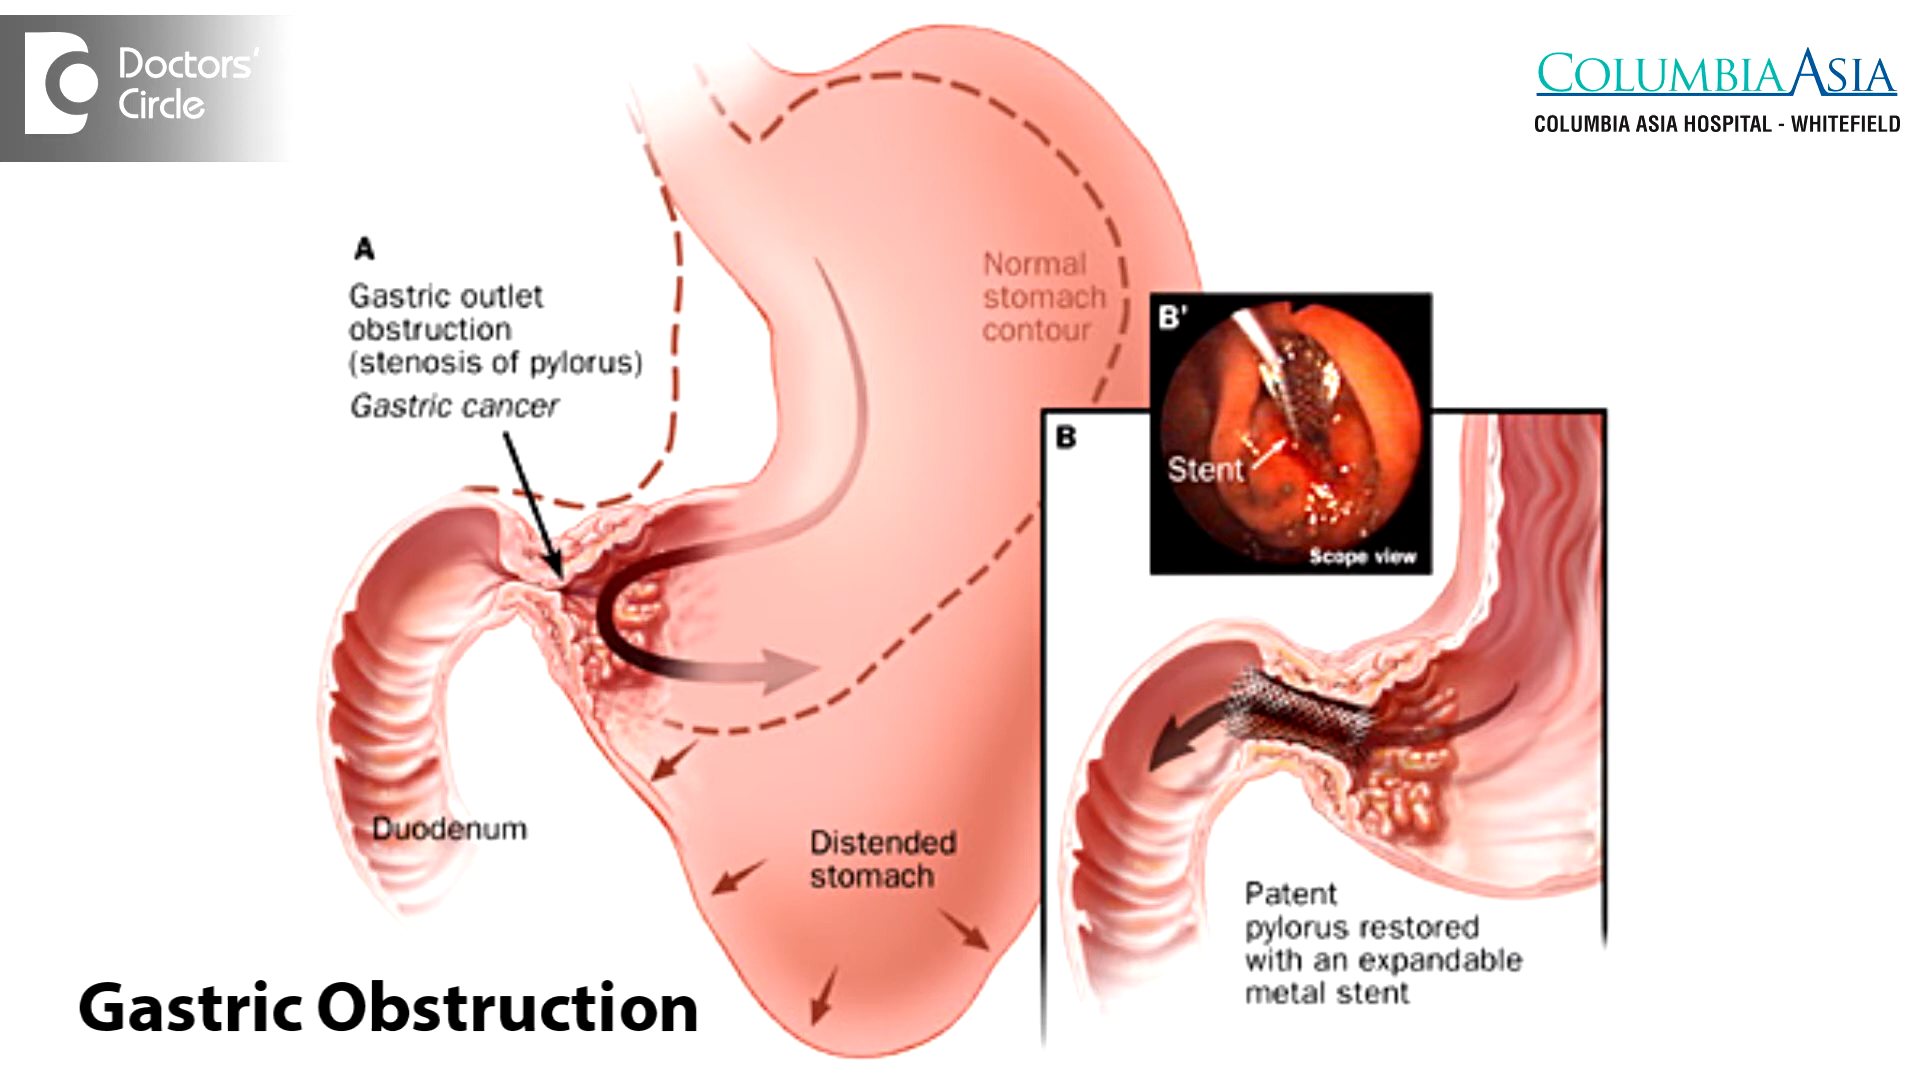 Doctors'
Circle
COLUMBIA ASIA
COLUMBIA ASIA HOSPITAL - WHITEFIELD
A
Gastric outlet
obstruction
(stenosis of pylorus)
Gastric cancer
Normal
stomach
contour
B'
Stent
Scope view
B
Duodenum
Distended
stomach
Patent
pylorus restored
with an expandable
metal stent
Gastric Obstruction